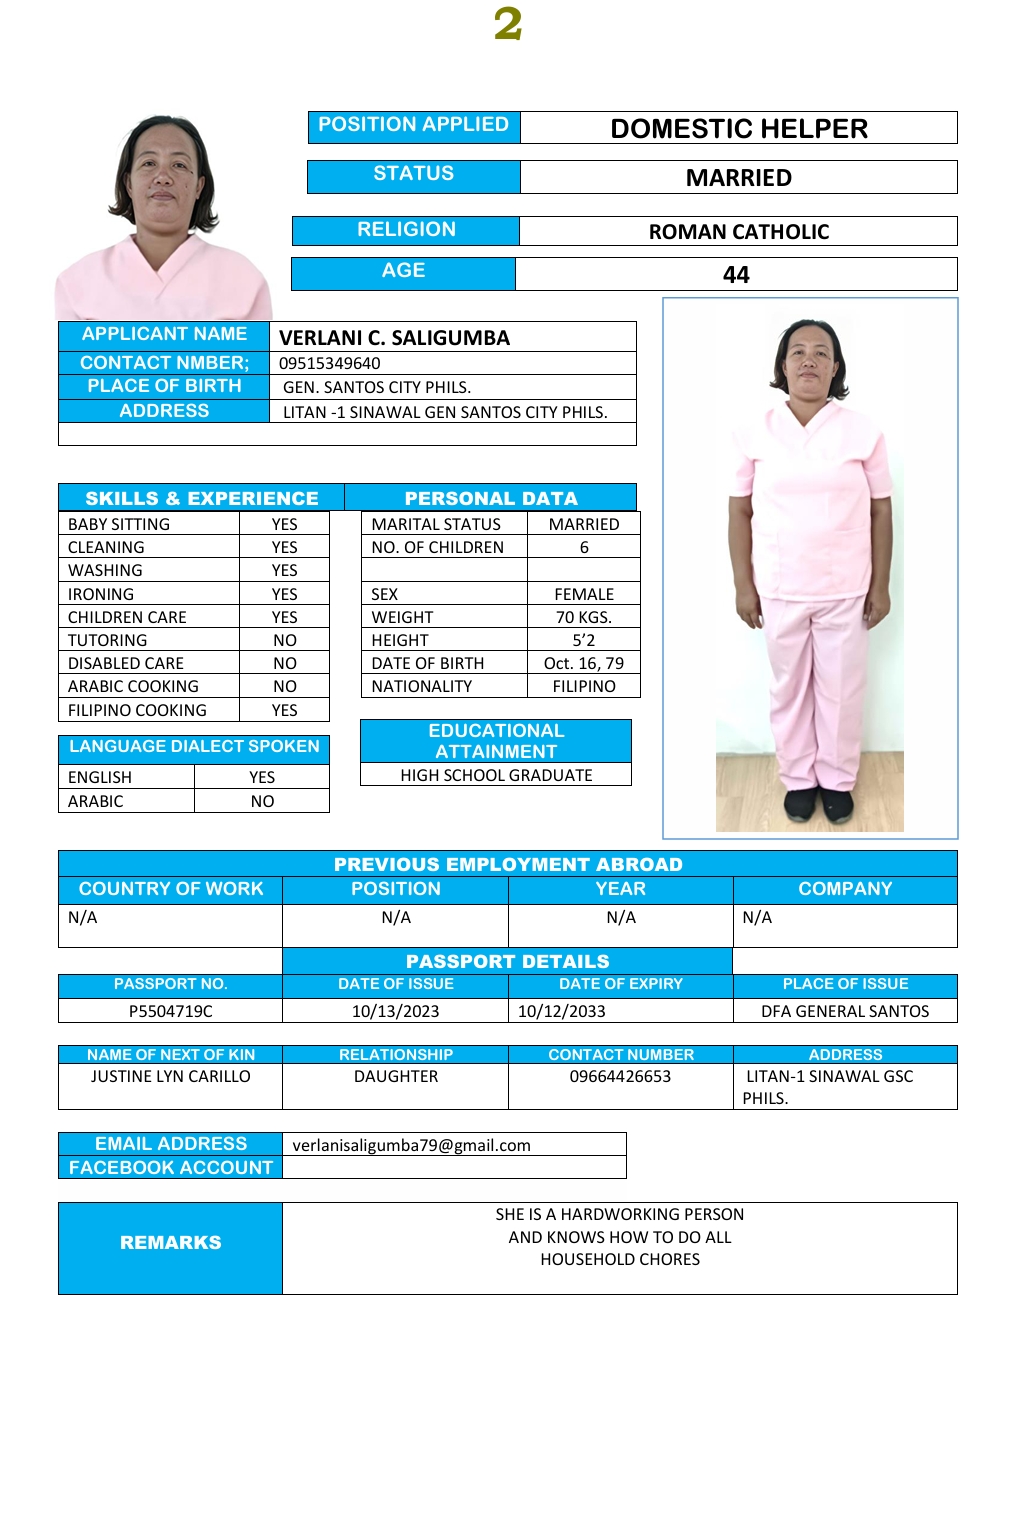 2
POSITION APPLIED DOMESTIC HELPER
STATUS MARRIED
RELIGION ROMAN CATHOLIC
AGE 44
APPLICANT NAME VERLANI C. SALIGUMBA
CONTACT NMBER; 09515349640
PLACE OF BIRTH GEN. SANTOS CITY PHILS.
ADDRESS LITAN -1 SINAWAL GEN SANTOS CITY PHILS.
SKILLS & EXPERIENCE PERSONAL DATA
BABY SITTING YES MARITAL STATUS MARRIED
CLEANING YES NO. OF CHILDREN 6
WASHING YES
IRONING YES SEX FEMALE
CHILDREN CARE YES WEIGHT 70 KGS.
TUTORING NO HEIGHT 5’2
DISABLED CARE NO DATE OF BIRTH Oct. 16, 79
ARABIC COOKING NO NATIONALITY FILIPINO
FILIPINO COOKING YES
LANGUAGE DIALECT SPOKEN
ENGLISH YES
ARABIC NO
EDUCATIONAL
ATTAINMENT
HIGH SCHOOL GRADUATE
PREVIOUS EMPLOYMENT ABROAD
COUNTRY OF WORK POSITION YEAR COMPANY
N/A N/A N/A N/A
PASSPORT DETAILS
PASSPORT NO. DATE OF ISSUE DATE OF EXPIRY PLACE OF ISSUE
P5504719C 10/13/2023 10/12/2033 DFA GENERAL SANTOS
NAME OF NEXT OF KIN RELATIONSHIP CONTACT NUMBER ADDRESS
JUSTINE LYN CARILLO DAUGHTER 09664426653 LITAN-1 SINAWAL GSC
PHILS.
EMAIL ADDRESS verlanisaligumba79@gmail.com
FACEBOOK ACCOUNT
REMARKS
SHE IS A HARDWORKING PERSON
AND KNOWS HOW TO DO ALL
HOUSEHOLD CHORES